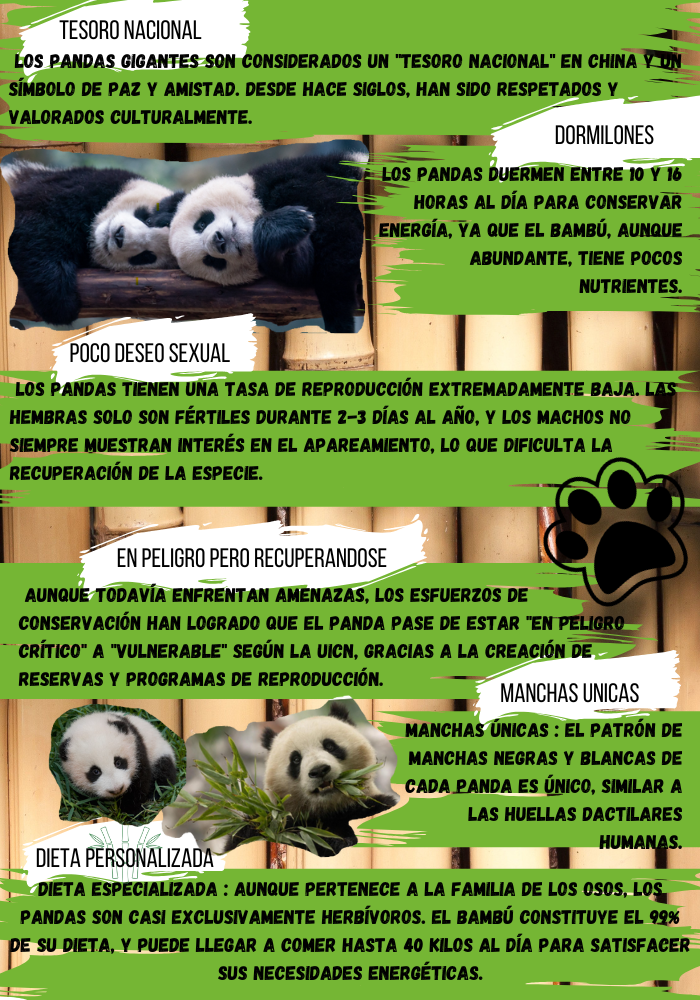 TESORO NACIONAL
LOS PANDAS GIGANTES SON CONSIDERADOS UN "TESORO NACIONAL" EN CHINA Y UN
SÍMBOLO DE PAZ Y AMISTAD. DESDE HACE SIGLOS, HAN SIDO RESPETADOS Y
VALORADOS CULTURALMENTE.
DORMILONES
LOS PANDAS DUERMEN ENTRE 10 Y 16
HORAS AL DÍA PARA CONSERVAR
ENERGÍA, YA QUE EL BAMBÚ, AUNQUE
ABUNDANTE, TIENE POCOS
NUTRIENTES.
POCO DESEO SEXUAL
LOS PANDAS TIENEN UNA TASA DE REPRODUCCIÓN EXTREMADAMENTE BAJA. LAS
HEMBRAS SOLO SON FÉRTILES DURANTE 2-3 DÍAS AL AÑO, Y LOS MACHOS NO
SIEMPRE MUESTRAN INTERÉS EN EL APAREAMIENTO, LO QUE DIFICULTA LA
RECUPERACIÓN DE LA ESPECIE.
EN PELIGRO PERO RECUPERANDOSE
AUNQUE TODAVÍA ENFRENTAN AMENAZAS, LOS ESFUERZOS DE
CONSERVACIÓN HAN LOGRADO QUE EL PANDA PASE DE ESTAR "EN PELIGRO
CRÍTICO" A "VULNERABLE" SEGÚN LA UICN, GRACIAS A LA CREACIÓN DE
RESERVAS Y PROGRAMAS DE REPRODUCCIÓN.
MANCHAS UNICAS
MANCHAS ÚNICAS : EL PATRÓN DE
MANCHAS NEGRAS Y BLANCAS DE
CADA PANDA ES ÚNICO, SIMILAR A
LAS HUELLAS DACTILARES
HUMANAS.
DIETA PERSONALIZADA
DIETA ESPECIALIZADA : AUNQUE PERTENECE A LA FAMILIA DE LOS OSOS, LOS
PANDAS SON CASI EXCLUSIVAMENTE HERBÍVOROS. EL BAMBÚ CONSTITUYE EL 99%
DE SU DIETA, Y PUEDE LLEGAR A COMER HASTA 40 KILOS AL DÍA PARA SATISFACER
SUS NECESIDADES ENERGÉTICAS.